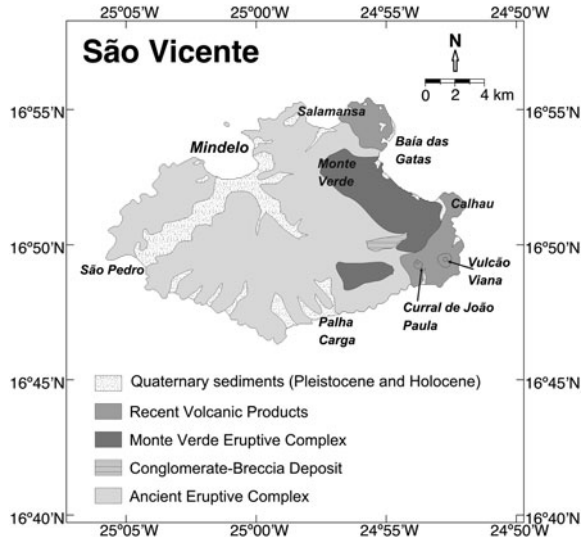 25°05'W 25°00'W 24°55'W 24°50'W
São Vicente
N
0 2 4 km
16°55'N 16°55'N
Salamansa
Baía das
Gatas
Mindelo
Monte
Verde
Calhau
16°50'N 16°50'N
São Pedro
Vulcão
Viana
Curral de João
Paula
Palha
Carga
16°45'N 16°45'N
Quaternary sediments (Pleistocene and Holocene)
Recent Volcanic Products
Monte Verde Eruptive Complex
Conglomerate-Breccia Deposit
Ancient Eruptive Complex
16°40'N 16°40'N
25°05'W 25°00'W 24°55'W 24°50'W